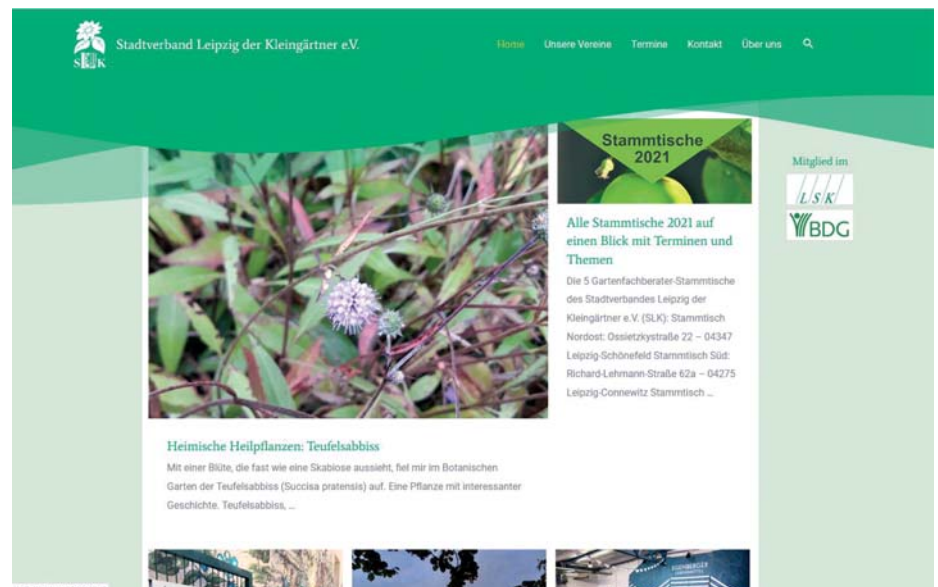 Stadtverband Leipzig der Kleingärtner e.V.
SLK
Home Unsere Vereine Termine Kontakt Über uns
Stammtische
2021
Mitglied im
LSK
BDG
Alle Stammtische 2021 auf
einen Blick mit Terminen und
Themen
Die 5 Gartenfachberater-Stammtische
des Stadtverbandes Leipzig der
Kleingärtner e.V. (SLK): Stammtisch
Nordost: Ossietzkystraße 22 – 04347
Leipzig-Schönefeld Stammtisch Süd:
Richard-Lehmann-Straße 62a – 04275
Leipzig-Connewitz Stammtisch ...
Heimische Heilpflanzen: Teufelsabbiss
Mit einer Blüte, die fast wie eine Skabiose aussieht, fiel mir im Botanischen
Garten der Teufelsabbiss (Succisa pratensis) auf. Eine Pflanze mit interessanter
Geschichte. Teufelsabbiss, ...